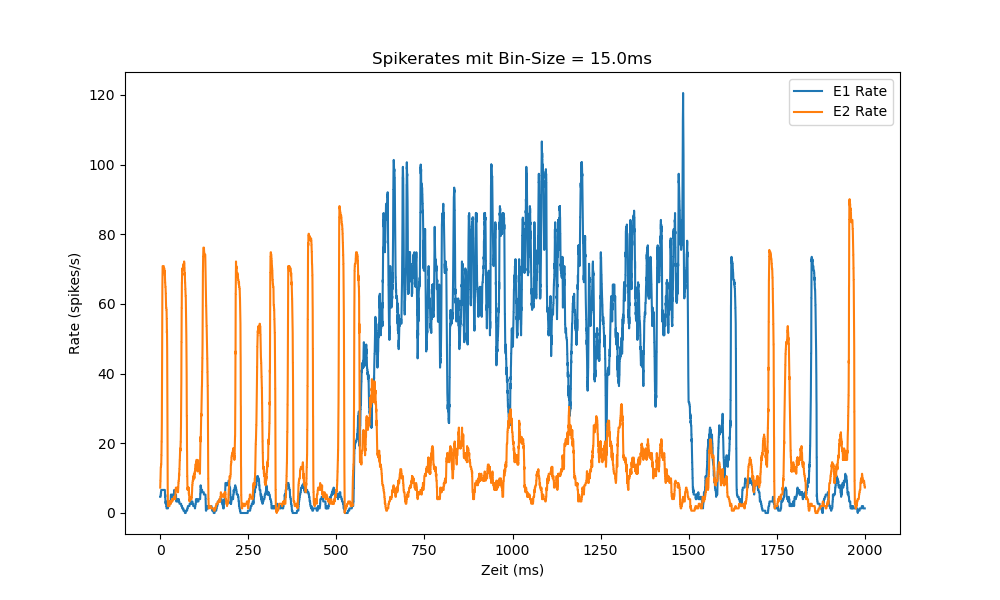 Spikerates mit Bin-Size = 15.0ms
E1 Rate
E2 Rate
120
100
80
60
40
20
0
Rate (spikes/s)
0 250 500 750 1000 1250 1500 1750 2000
Zeit (ms)